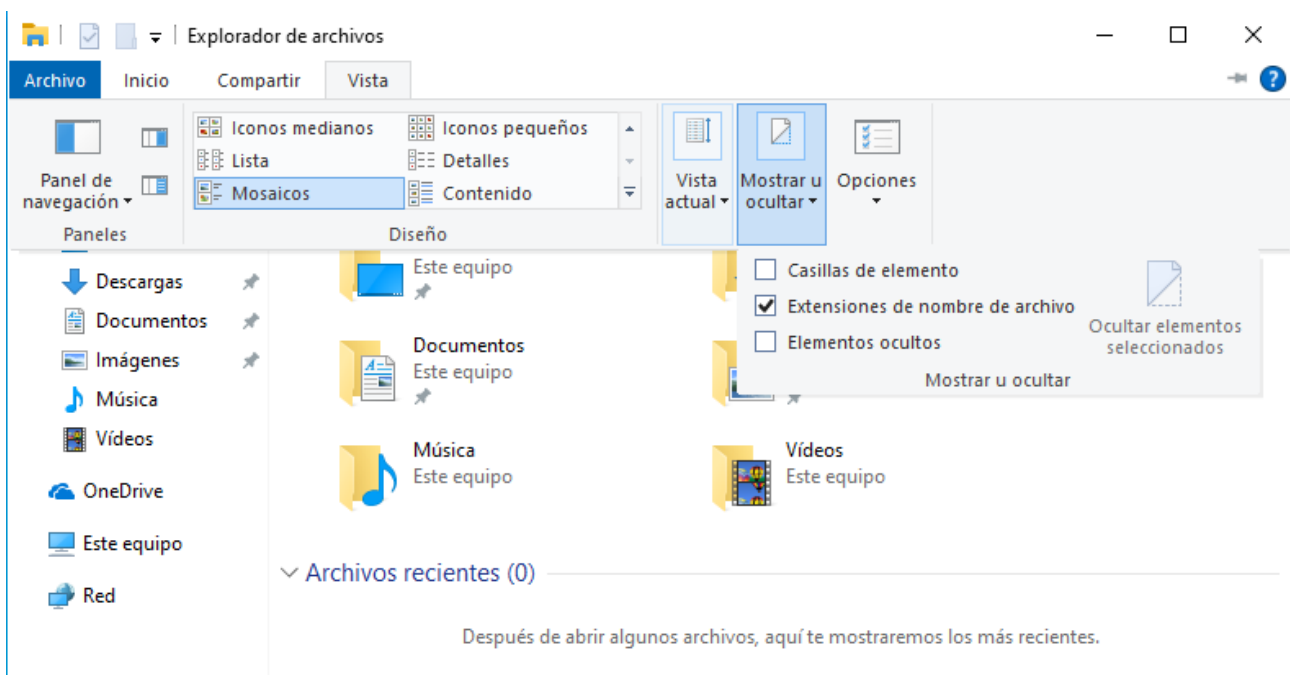 Explorador de archivos
Archivo Inicio Compartir Vista
Panel de
navegación
Paneles
Iconos medianos Iconos pequeños
Lista Detalles
Mosaicos Contenido
Diseño
Vista
actual
Mostrar u
ocultar
Opciones
Casillas de elemento
Extensiones de nombre de archivo
Elementos ocultos
Ocultar elementos
seleccionados
Mostrar u ocultar
Descargas
Documentos
Imágenes
Música
Vídeos
OneDrive
Este equipo
Red
Este equipo
Documentos
Este equipo
Música
Este equipo
Vídeos
Este equipo
Archivos recientes (0)
Después de abrir algunos archivos, aquí te mostraremos los más recientes.